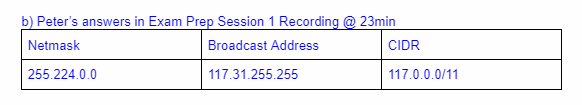 b) Peter's answers in Exam Prep Session 1 Recording @ 23min
Netmask Broadcast Address CIDR
255.224.0.0 117.31.255.255 117.0.0.0/11